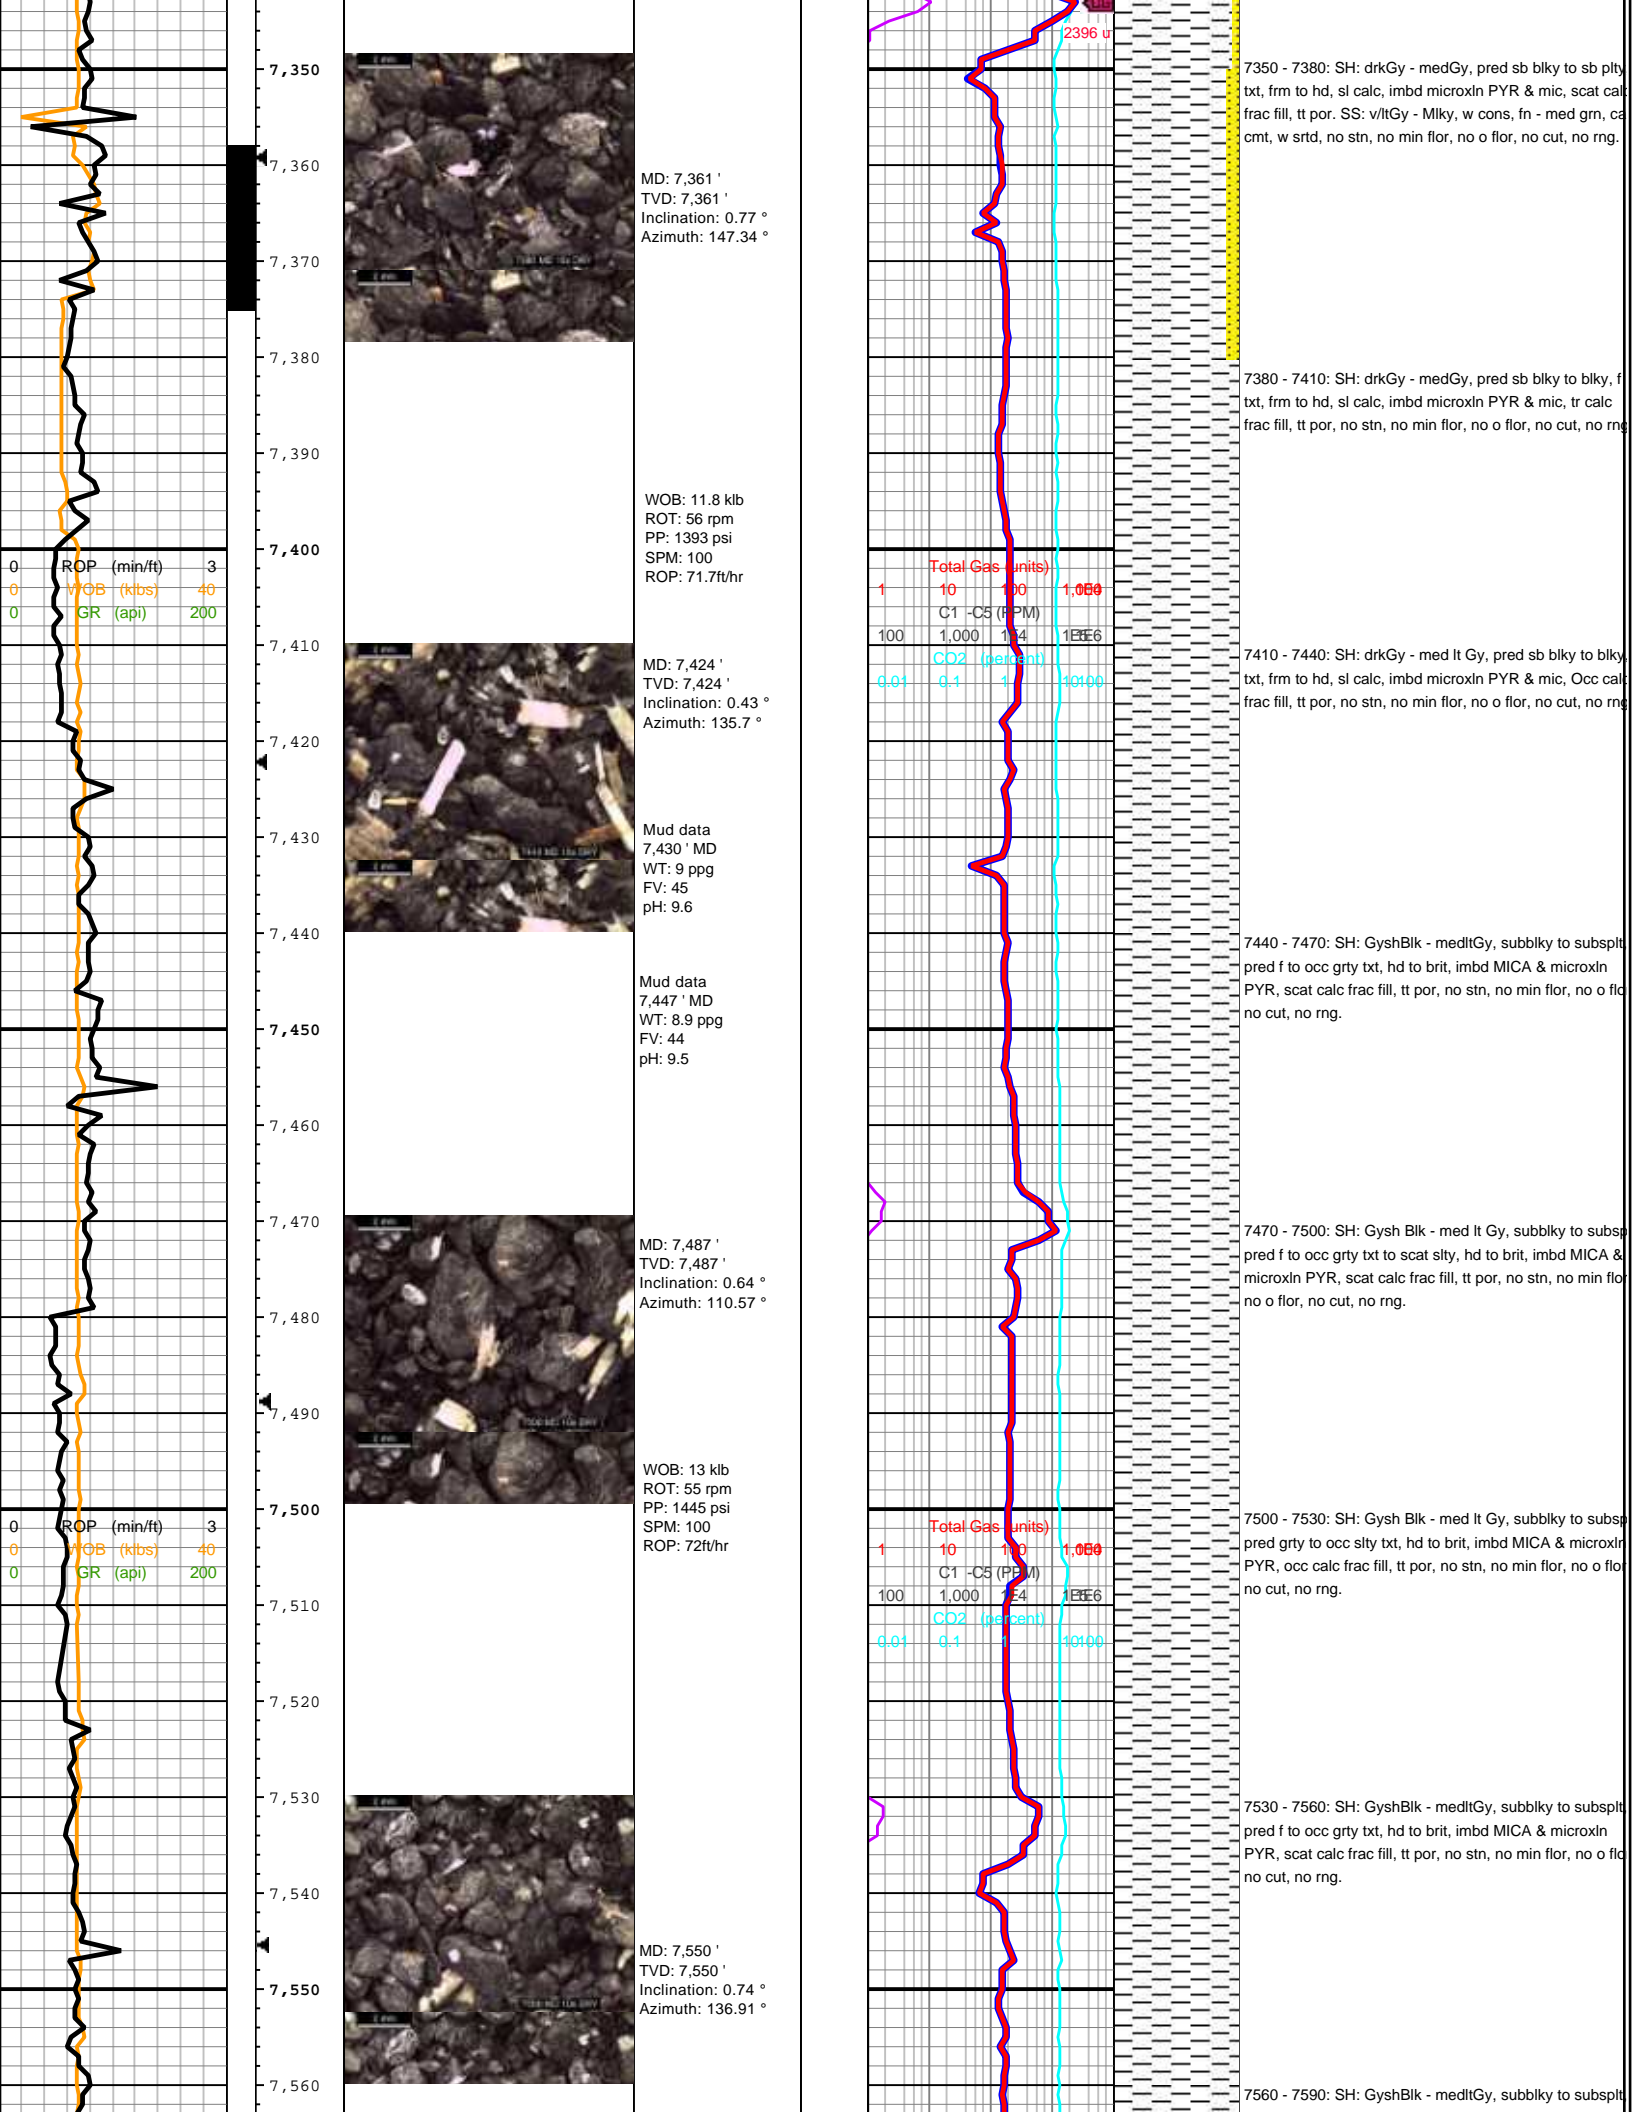 2396 u
7,350
7350 - 7380: SH: drkGy - medGy, pred sb blky to sb plty
txt, frm to hd, sl calc, imbd microxln PYR & mic, scat calc
frac fill, tt por. SS: v/ltGy - Mlky, w cons, fn - med grn, ca
cmt, w srtd, no stn, no min flor, no o flor, no cut, no rng.
7,360
MD: 7,361 '
TVD: 7,361 '
Inclination: 0.77 °
Azimuth: 147.34 °
7,370
7,380
7380 - 7410: SH: drkGy - medGy, pred sb blky to blky, f
txt, frm to hd, sl calc, imbd microxln PYR & mic, tr calc
frac fill, tt por, no stn, no min flor, no o flor, no cut, no rng
7,390
WOB: 11.8 klb
ROT: 56 rpm
PP: 1393 psi
SPM: 100
ROP: 71.7ft/hr
7,400
0 ROP (min/ft) 3
0 WOB (klbs) 40
0 GR (api) 200
Total Gas (units)
1 10 100 1,000 1E4
C1 -C5 (PPM)
100 1,000 1E4 1E5 1E6
CO2 (percent)
0.01 0.1 1 10 100
7,410
7410 - 7440: SH: drkGy - med lt Gy, pred sb blky to blky,
txt, frm to hd, sl calc, imbd microxln PYR & mic, Occ calc
frac fill, tt por, no stn, no min flor, no o flor, no cut, no rng
MD: 7,424 '
TVD: 7,424 '
Inclination: 0.43 °
Azimuth: 135.7 °
7,420
7,430
Mud data
7,430 ' MD
WT: 9 ppg
FV: 45
pH: 9.6
7,440
7440 - 7470: SH: GyshBlk - medltGy, subblky to subsplt,
pred f to occ grty txt, hd to brit, imbd MICA & microxln
PYR, scat calc frac fill, tt por, no stn, no min flor, no o flo
no cut, no rng.
Mud data
7,447 ' MD
WT: 8.9 ppg
FV: 44
pH: 9.5
7,450
7,460
7,470
7470 - 7500: SH: Gysh Blk - med lt Gy, subblky to subsp
pred f to occ grty txt to scat slty, hd to brit, imbd MICA &
microxln PYR, scat calc frac fill, tt por, no stn, no min flor
no o flor, no cut, no rng.
MD: 7,487 '
TVD: 7,487 '
Inclination: 0.64 °
Azimuth: 110.57 °
7,480
7,490
WOB: 13 klb
ROT: 55 rpm
PP: 1445 psi
SPM: 100
ROP: 72ft/hr
7,500
0 ROP (min/ft) 3
0 WOB (klbs) 40
0 GR (api) 200
Total Gas (units)
1 10 100 1,000 1E4
C1 -C5 (PPM)
100 1,000 1E4 1E5 1E6
CO2 (percent)
0.01 0.1 1 10 100
7500 - 7530: SH: Gysh Blk - med lt Gy, subblky to subsp
pred grty to occ slty txt, hd to brit, imbd MICA & microxln
PYR, occ calc frac fill, tt por, no stn, no min flor, no o flor
no cut, no rng.
7,510
7,520
7,530
7530 - 7560: SH: GyshBlk - medltGy, subblky to subsplt,
pred f to occ grty txt, hd to brit, imbd MICA & microxln
PYR, scat calc frac fill, tt por, no stn, no min flor, no o flo
no cut, no rng.
7,540
MD: 7,550 '
TVD: 7,550 '
Inclination: 0.74 °
Azimuth: 136.91 °
7,550
7,560
7560 - 7590: SH: GyshBlk - medltGy, subblky to subsplt,